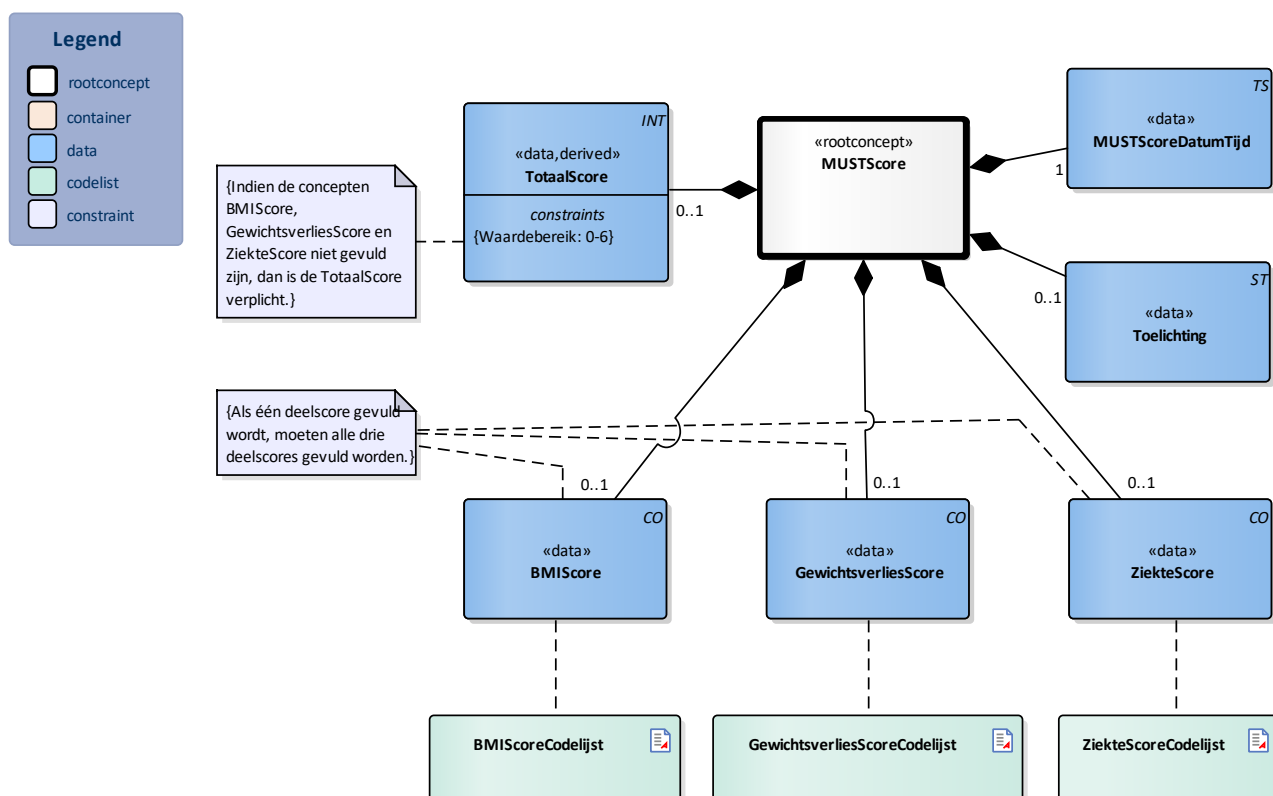 Legend
rootconcept
container
data
codelist
constraint
INT
«data,derived»
TotaalScore
constraints
{Waardebereik: 0-6}
0..1
«rootconcept»
MUSTScore
TS
«data»
MUSTScoreDatumTijd
1
{Indien de concepten
BMIScore,
GewichtsverliesScore en
ZiekteScore niet gevuld
zijn, dan is de TotaalScore
verplicht.}
ST
«data»
Toelichting
0..1
{Als één deelscore gevuld
wordt, moeten alle drie
deelscores gevuld worden.}
0..1
0..1
0..1
CO
«data»
BMIScore
CO
«data»
GewichtsverliesScore
CO
«data»
ZiekteScore
BMIScoreCodelijst
GewichtsverliesScoreCodelijst
ZiekteScoreCodelijst